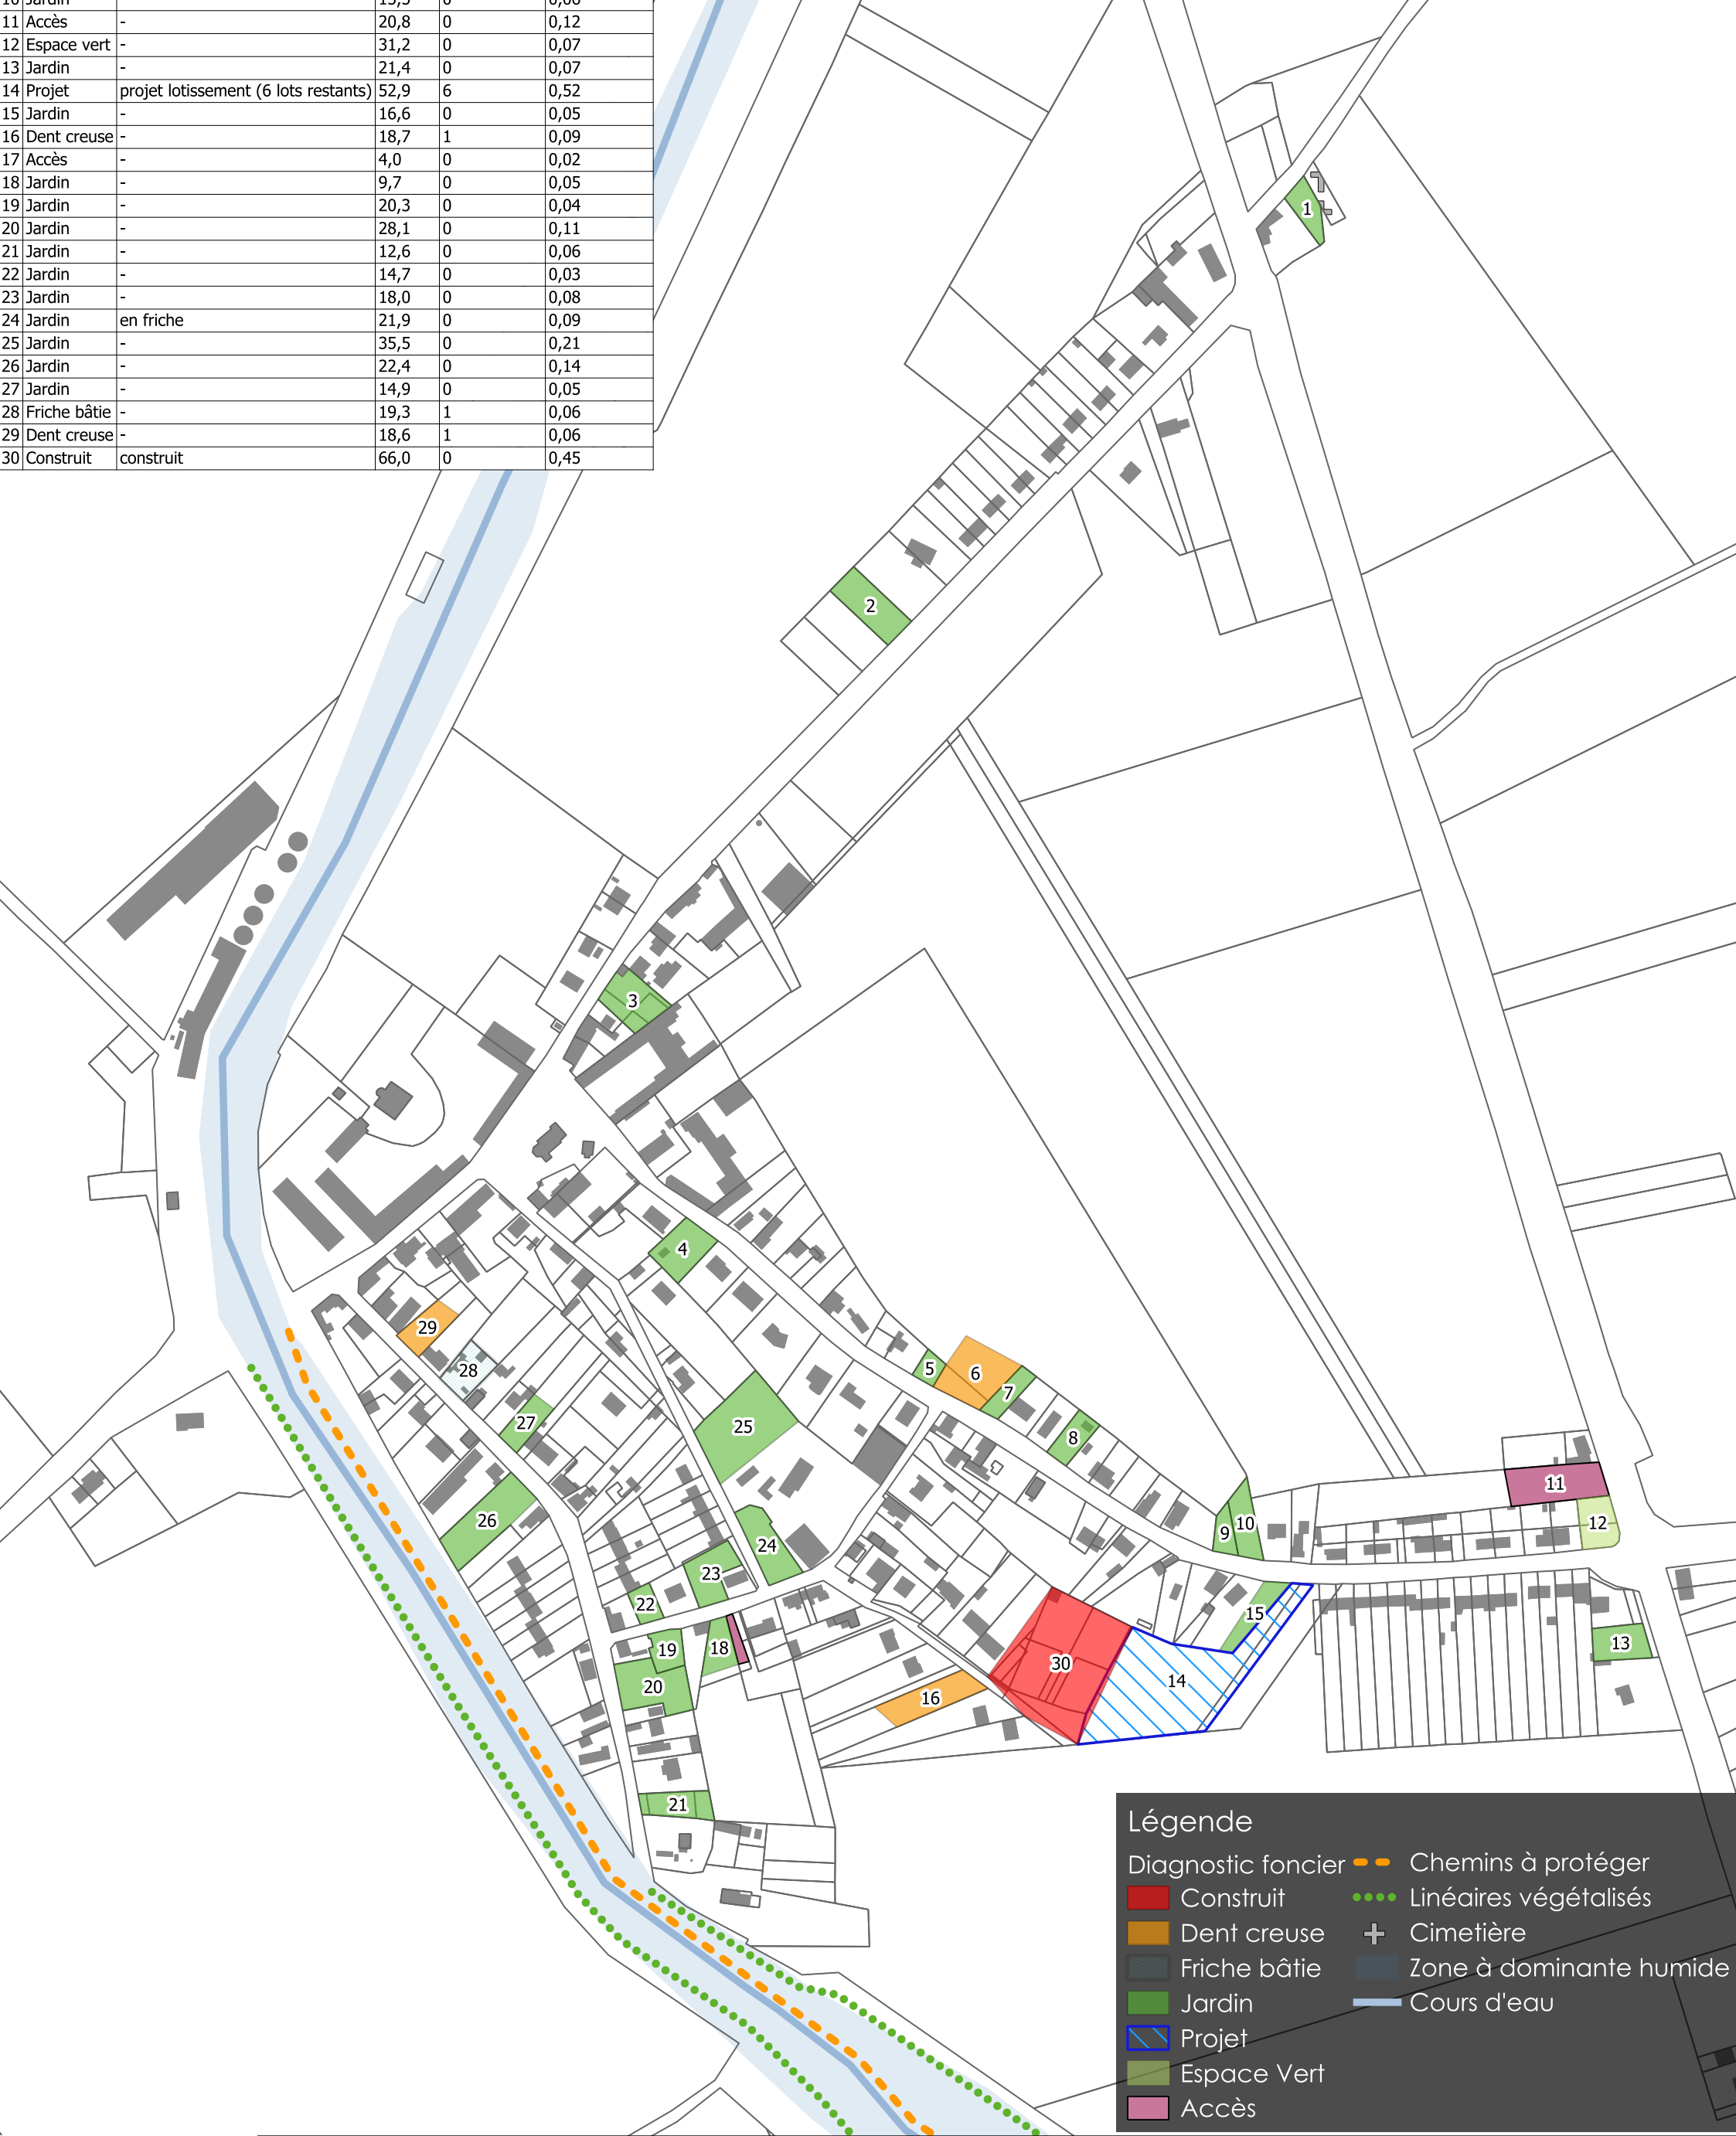 11 Accès - 20,8 0 0,12
12 Espace vert - 31,2 0 0,07
13 Jardin - 21,4 0 0,07
14 Projet projet lotissement (6 lots restants) 52,9 6 0,52
15 Jardin - 16,6 0 0,05
16 Dent creuse - 18,7 1 0,09
17 Accès - 4,0 0 0,02
18 Jardin - 9,7 0 0,05
19 Jardin - 20,3 0 0,04
20 Jardin - 28,1 0 0,11
21 Jardin - 12,6 0 0,06
22 Jardin - 14,7 0 0,03
23 Jardin - 18,0 0 0,08
24 Jardin en friche 21,9 0 0,09
25 Jardin - 35,5 0 0,21
26 Jardin - 22,4 0 0,14
27 Jardin - 14,9 0 0,05
28 Friche bâtie - 19,3 1 0,06
29 Dent creuse - 18,6 1 0,06
30 Construit construit 66,0 0 0,45
1
2
3
4
29
5
6
28
7
27
25
8
11
26
9
10
12
24
23
22
15
19
18
13
30
20
14
16
21
Légende
Diagnostic foncier
Construit
Dent creuse
Friche bâtie
Jardin
Projet
Espace Vert
Accès
Chemins à protéger
Linéaires végétalisés
Cimetière
Zone à dominante humide
Cours d'eau